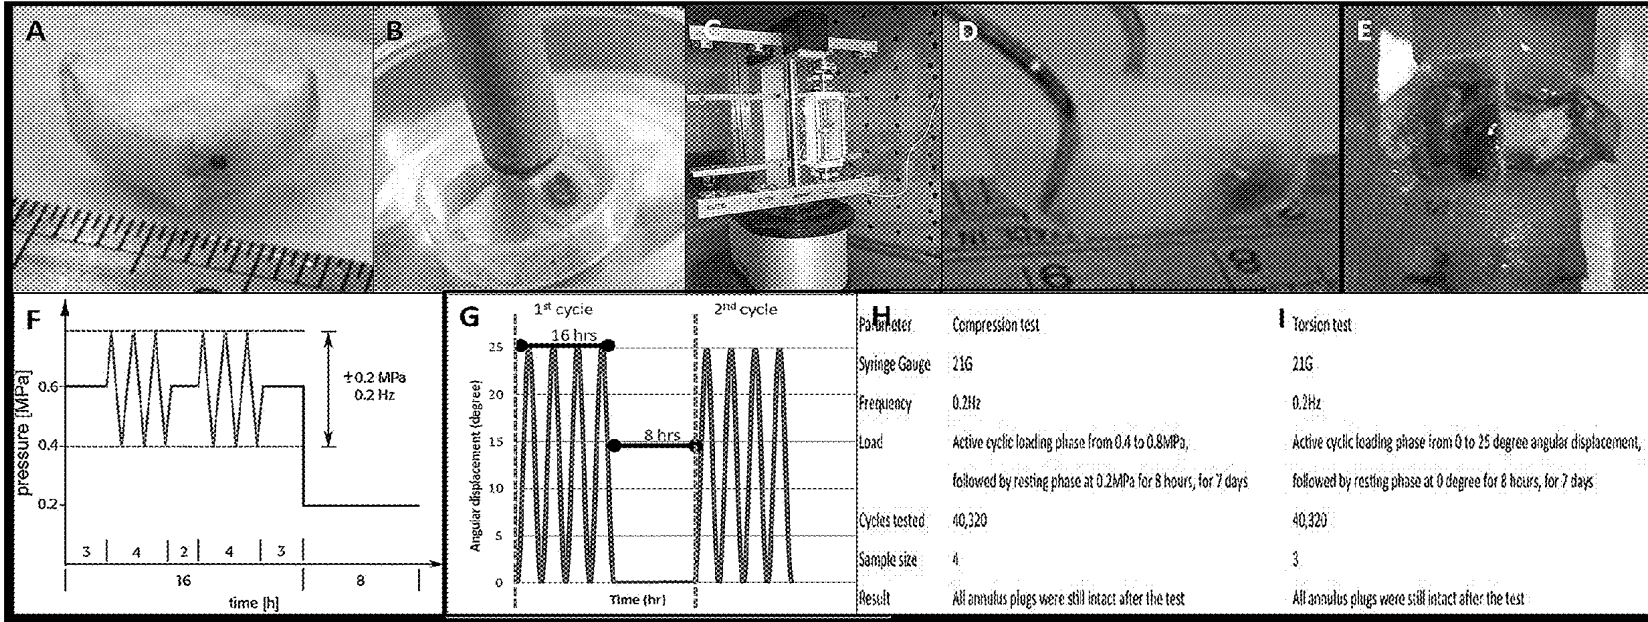 A
B
C
D
E
F
pressure [MPa]
0.6
0.4
0.2
±0.2 MPa
0.2 Hz
3 4 2 4 3
16 8
time [h]
G
1st cycle 2nd cycle
16 hrs
8 hrs
Angular displacement (degree)
25
20
15
10
5
0
Time (hr)
H I
Parameter Compression test Torsion test
Syringe Gauge 21G 21G
Frequency 0.2Hz 0.2Hz
Load Active cyclic loading phase from 0.4 to 0.8MPa, Active cyclic loading phase from 0 to 25 degree angular displacement,
followed by resting phase at 0.2MPa for 8 hours, for 7 days followed by resting phase at 0 degree for 8 hours, for 7 days
Cycles tested 40,320 40,320
Sample size 4 3
Result All annulus plugs were still intact after the test All annulus plugs were still intact after the test